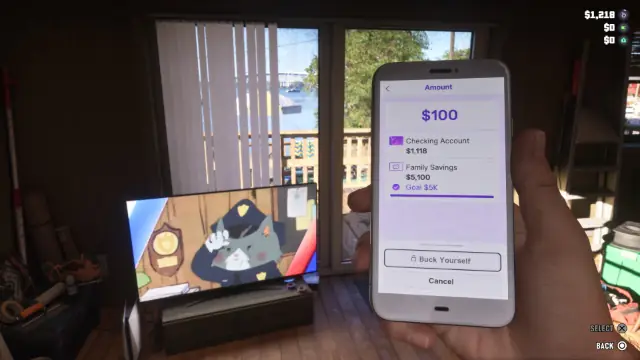 $1,218
$0
$0
Amount
$100
Checking Account
$1,118
Family Savings
$5,100
Goal $5K
Buck Yourself
Cancel
SELECT
BACK